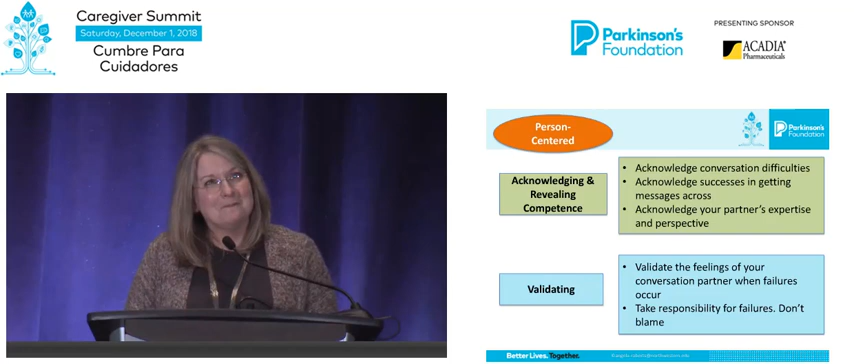 Caregiver Summit
Saturday, December 1, 2018
Cumbre Para
Cuidadores
Parkinson's
Foundation
PRESENTING SPONSOR
ACADIA®
Pharmaceuticals
Person-
Centered
Parkinson's
Foundation
Acknowledging &
Revealing
Competence
• Acknowledge conversation difficulties
• Acknowledge successes in getting
messages across
• Acknowledge your partner's expertise
and perspective
Validating
• Validate the feelings of your
conversation partner when failures
occur
• Take responsibility for failures. Don't
blame
Better Lives. Together.